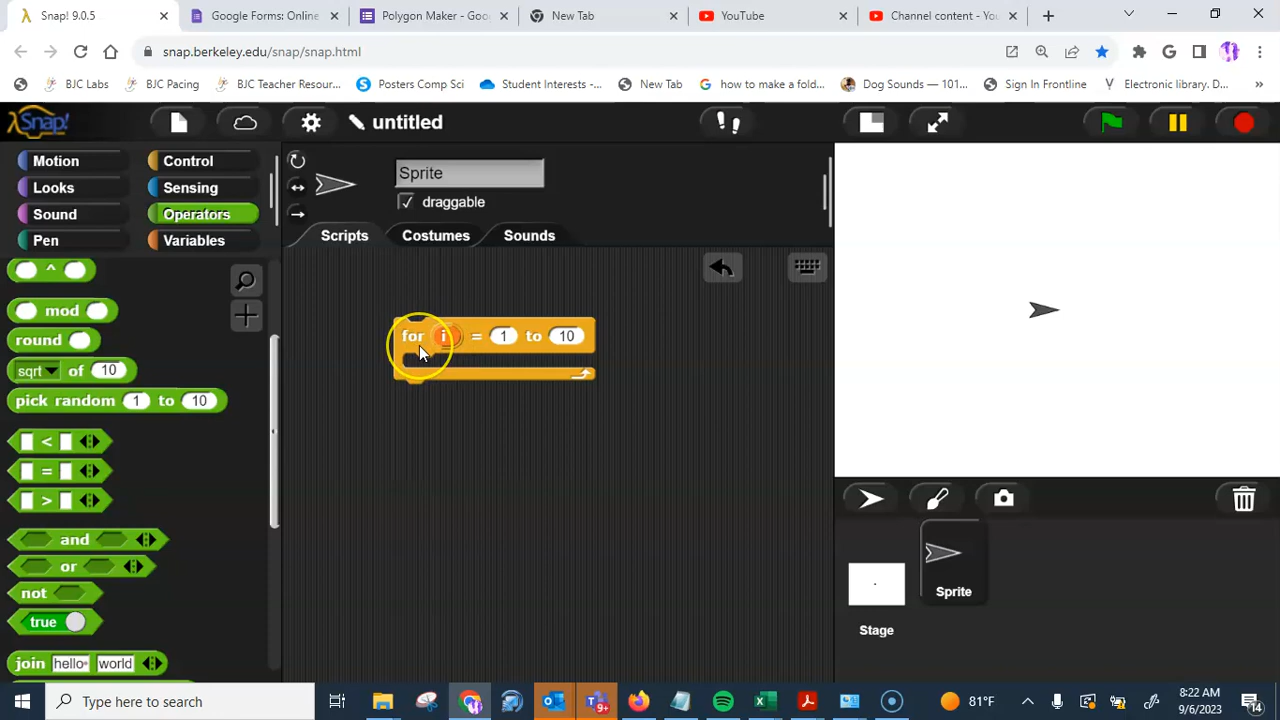 Snap! 9.0.5
Google Forms: Online
Polygon Maker - Goo
New Tab
YouTube
Channel content - You
snap.berkeley.edu/snap/snap.html
BJC Labs
BJC Pacing
BJC Teacher Resour...
Posters Comp Sci
Student Interests -...
New Tab
how to make a fold...
Dog Sounds — 101...
Sign In Frontline
Electronic library. D...
Snap!
untitled
Motion
Control
Looks
Sensing
Sound
Operators
Pen
Variables
Sprite
draggable
Scripts
Costumes
Sounds
^
mod
round
sqrt of 10
pick random 1 to 10
<
=
>
and
or
not
true
join hello world
for i = 1 to 10
Sprite
Stage
Type here to search
9+
81°F
8:22 AM
9/6/2023
14